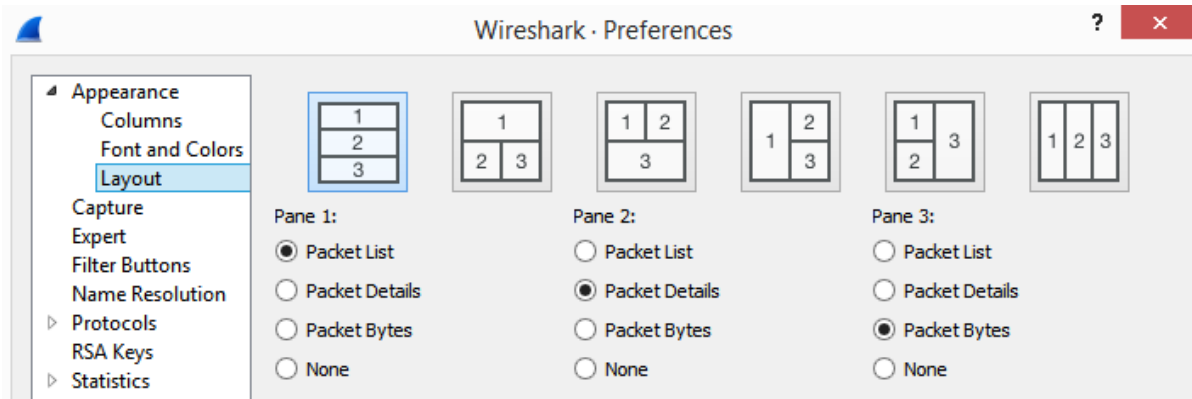 Wireshark · Preferences
?
×
Appearance
Columns
Font and Colors
Layout
Capture
Expert
Filter Buttons
Name Resolution
Protocols
RSA Keys
Statistics
1
2
3
1
2 3
1 2
3
1 2
3
1 3
2
1 2 3
Pane 1:
Packet List
Packet Details
Packet Bytes
None
Pane 2:
Packet List
Packet Details
Packet Bytes
None
Pane 3:
Packet List
Packet Details
Packet Bytes
None